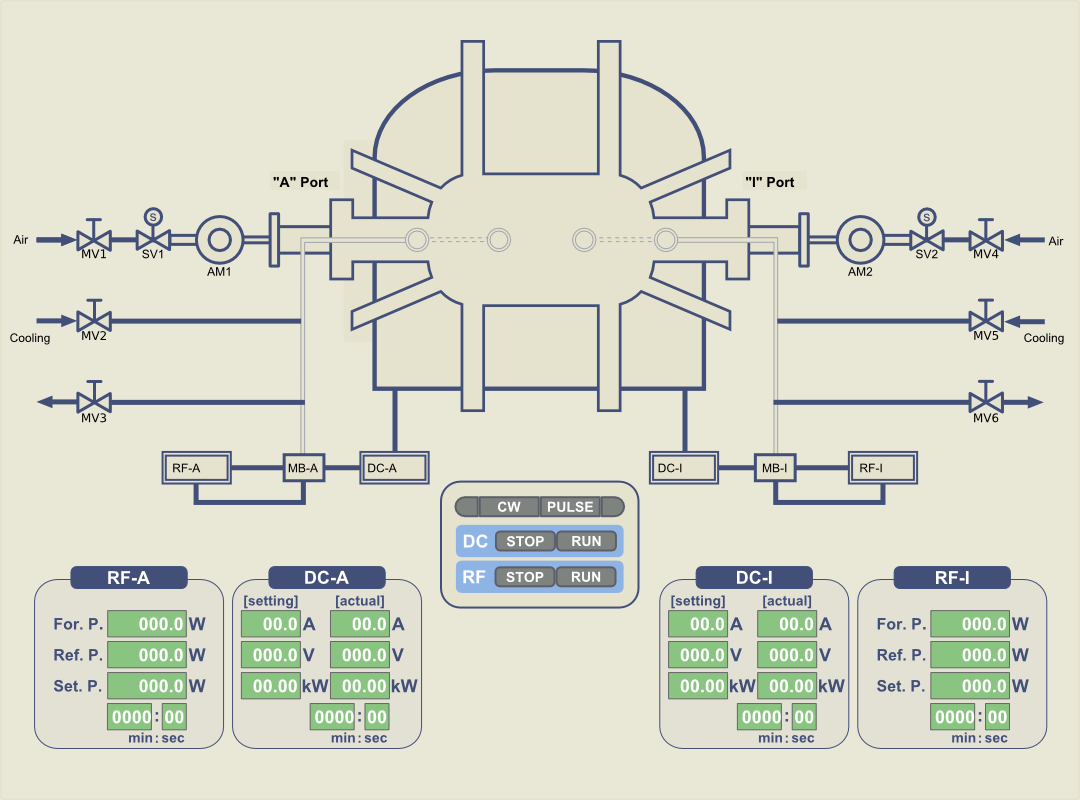 "A" Port
"I" Port
Air
S
S
Air
MV1
SV1
AM1
AM2
SV2
MV4
Cooling
MV2
MV5
Cooling
MV3
MV6
RF-A
MB-A
DC-A
DC-I
MB-I
RF-I
CW PULSE
DC STOP RUN
RF STOP RUN
RF-A
For. P. 000.0 W
Ref. P. 000.0 W
Set. P. 000.0 W
0000 : 00
min : sec
DC-A
[setting] [actual]
00.0 A 00.0 A
000.0 V 000.0 V
00.00 kW 00.00 kW
0000 : 00
min : sec
DC-I
[setting] [actual]
00.0 A 00.0 A
000.0 V 000.0 V
00.00 kW 00.00 kW
0000 : 00
min : sec
RF-I
For. P. 000.0 W
Ref. P. 000.0 W
Set. P. 000.0 W
0000 : 00
min : sec